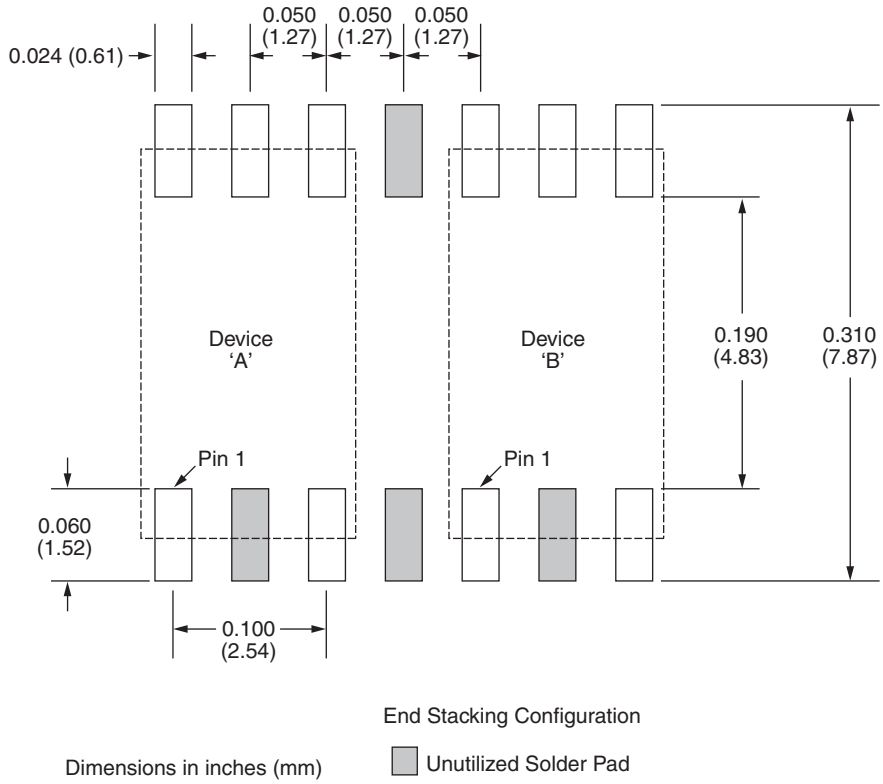 0.050 0.050 0.050
(1.27) (1.27) (1.27)
0.024 (0.61)
Device
‘A’
Device
‘B’
0.190
(4.83)
0.310
(7.87)
Pin 1
Pin 1
0.060
(1.52)
0.100
(2.54)
End Stacking Configuration
Dimensions in inches (mm)
Unutilized Solder Pad